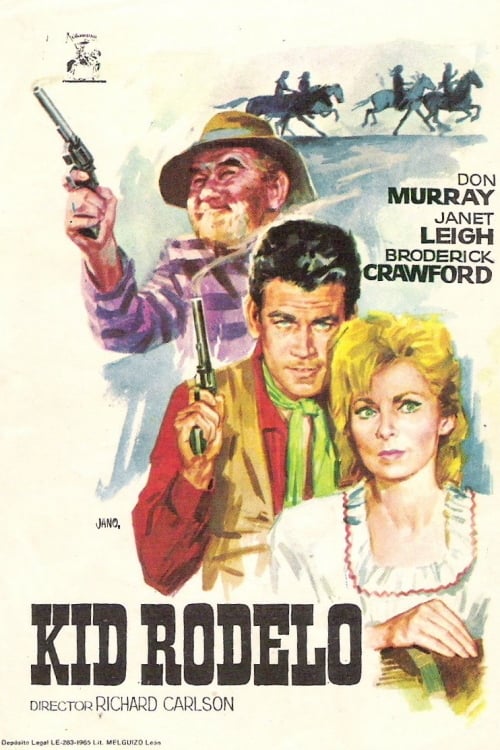 DON
MURRAY
JANET
LEIGH
BRODERICK
CRAWFORD
JANO.
KID RODELO
DIRECTOR RICHARD CARLSON
Depósito Legal LE-283-1965 Lit. MELGUIZO León